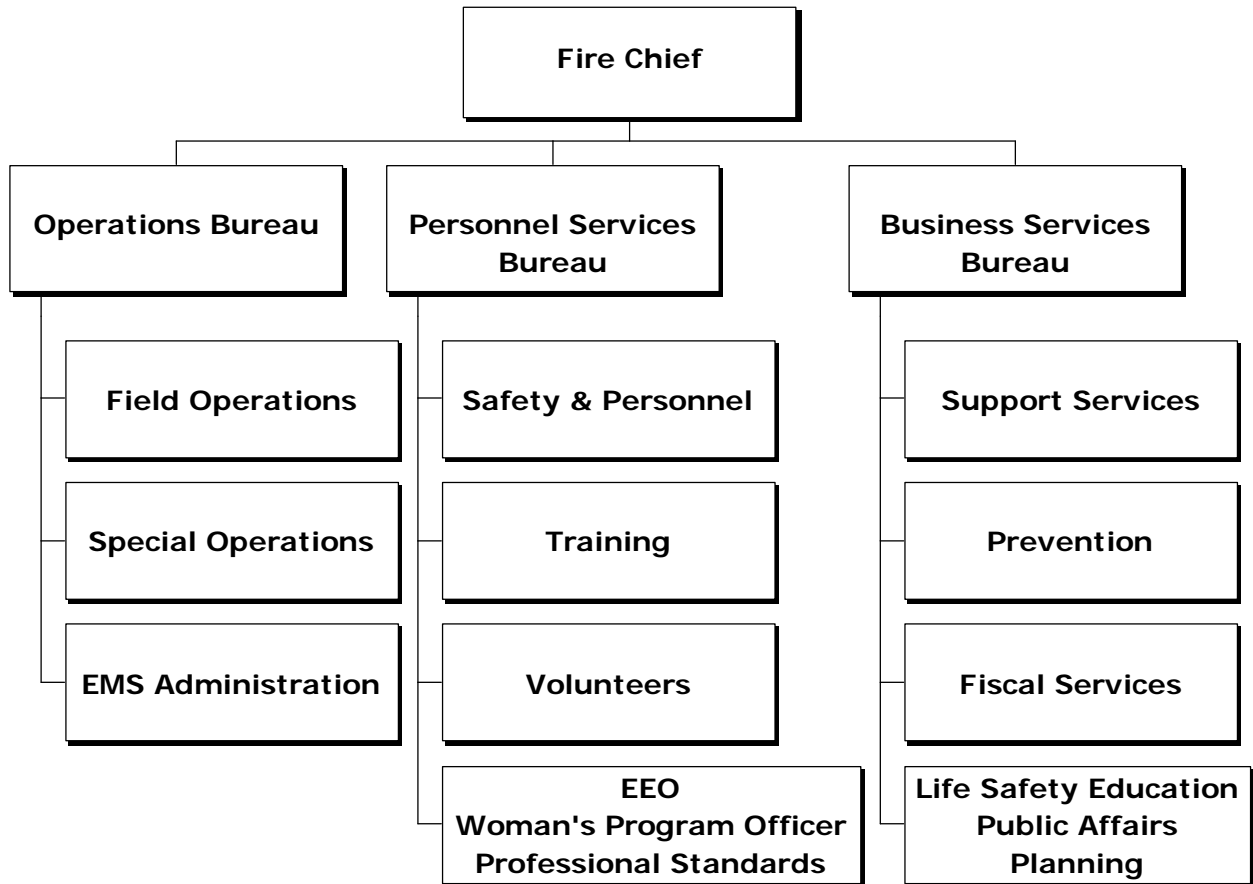 Fire Chief
Operations Bureau
Personnel Services
Bureau
Business Services
Bureau
Field Operations
Safety & Personnel
Support Services
Special Operations
Training
Prevention
EMS Administration
Volunteers
Fiscal Services
EEO
Woman's Program Officer
Professional Standards
Life Safety Education
Public Affairs
Planning